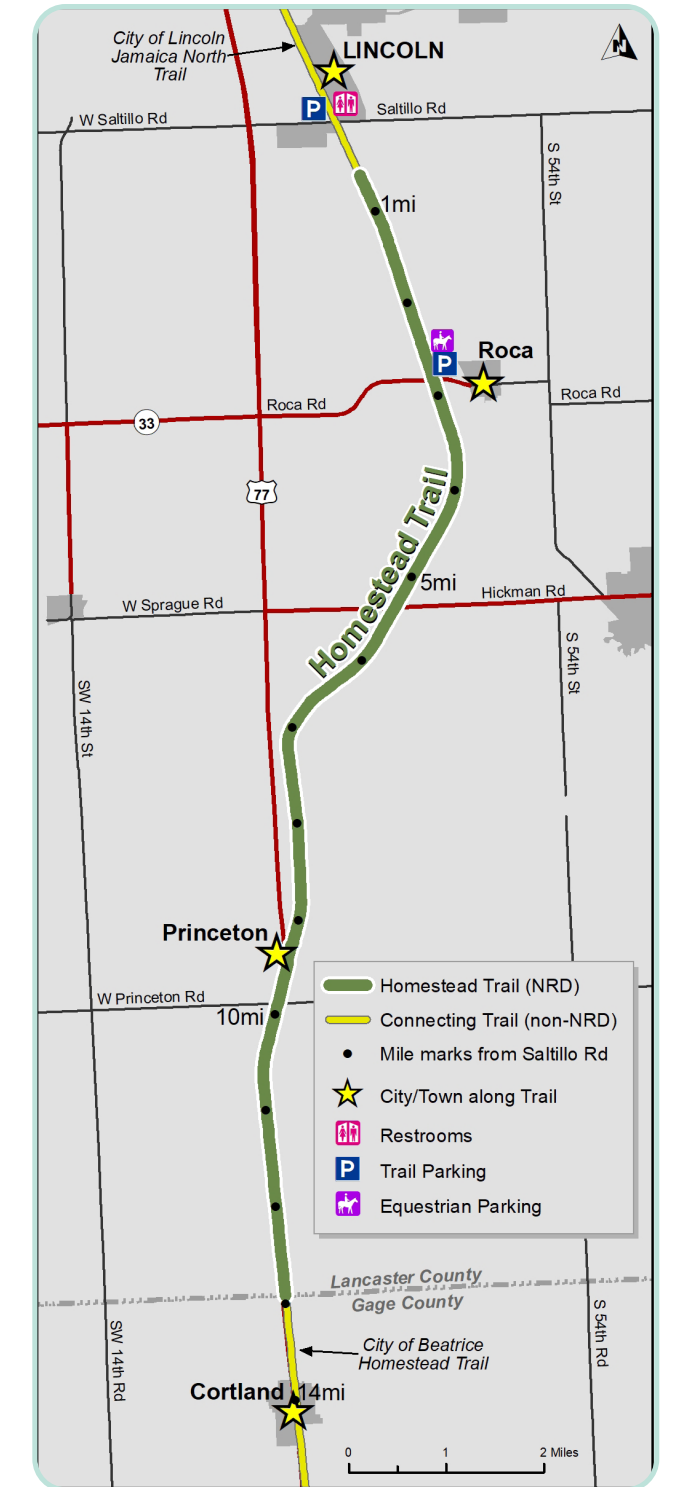 City of Lincoln
Jamaica North
Trail
LINCOLN
N
P
W Saltillo Rd
Saltillo Rd
S 54th St
1mi
Roca
P
Roca Rd
Roca Rd
33
77
Homestead Trail
5mi
Hickman Rd
W Sprague Rd
S 54th St
SW 14th St
Princeton
W Princeton Rd
10mi
Homestead Trail (NRD)
Connecting Trail (non-NRD)
Mile marks from Saltillo Rd
City/Town along Trail
Restrooms
P
Trail Parking
Equestrian Parking
Lancaster County
Gage County
SW 14th Rd
S 54th Rd
City of Beatrice
Homestead Trail
Cortland
14mi
0 1 2 Miles